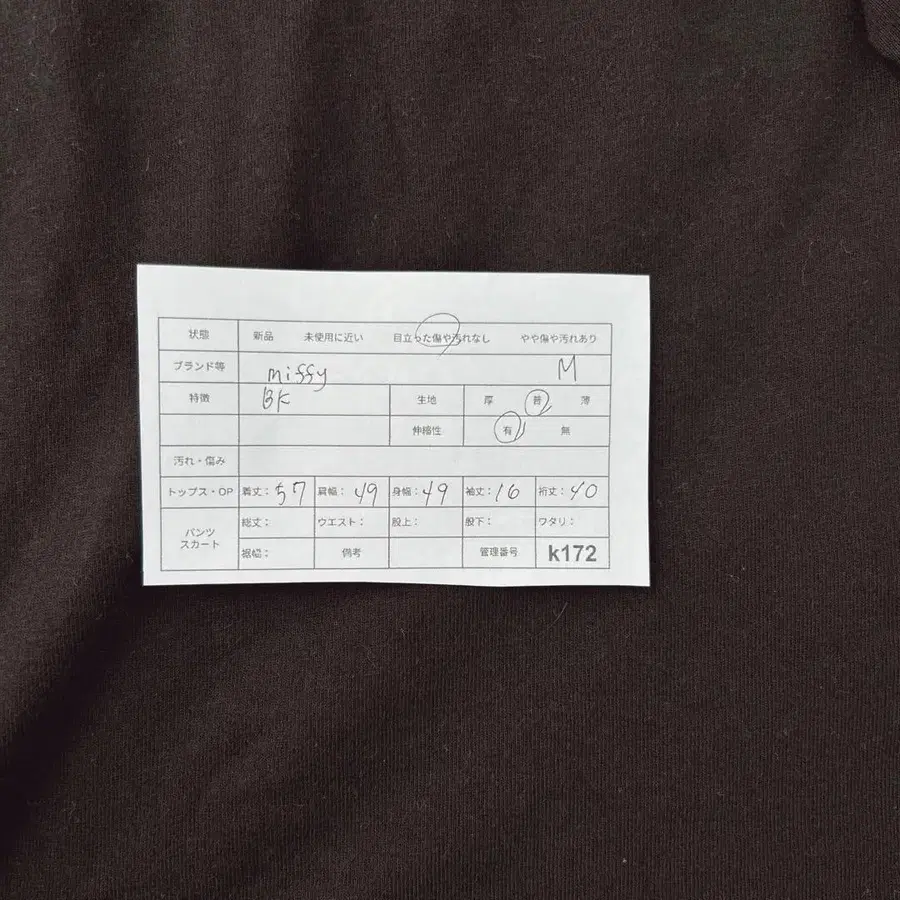 状態 新品 未使用に近い 目立った傷や汚れなし やや傷や汚れあり
ブランド等 miffy M
特徴 BK 生地 厚 普 薄
伸縮性 有 無
汚れ・傷み
トップス・OP 着丈：57 肩幅：49 身幅：49 袖丈：16 裄丈：40
パンツ スカート 総丈： ウエスト： 股上： 股下： ワタリ：
裾幅： 備考 管理番号 k172